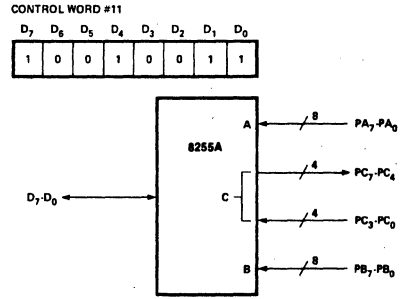 CONTROL WORD #11
D7 D6 D5 D4 D3 D2 D1 D0
1 0 0 1 0 0 1 1
A 8 PA7-PA0
8255A
4 PC7-PC4
D7-D0 C
4 PC3-PC0
B 8 PB7-PB0